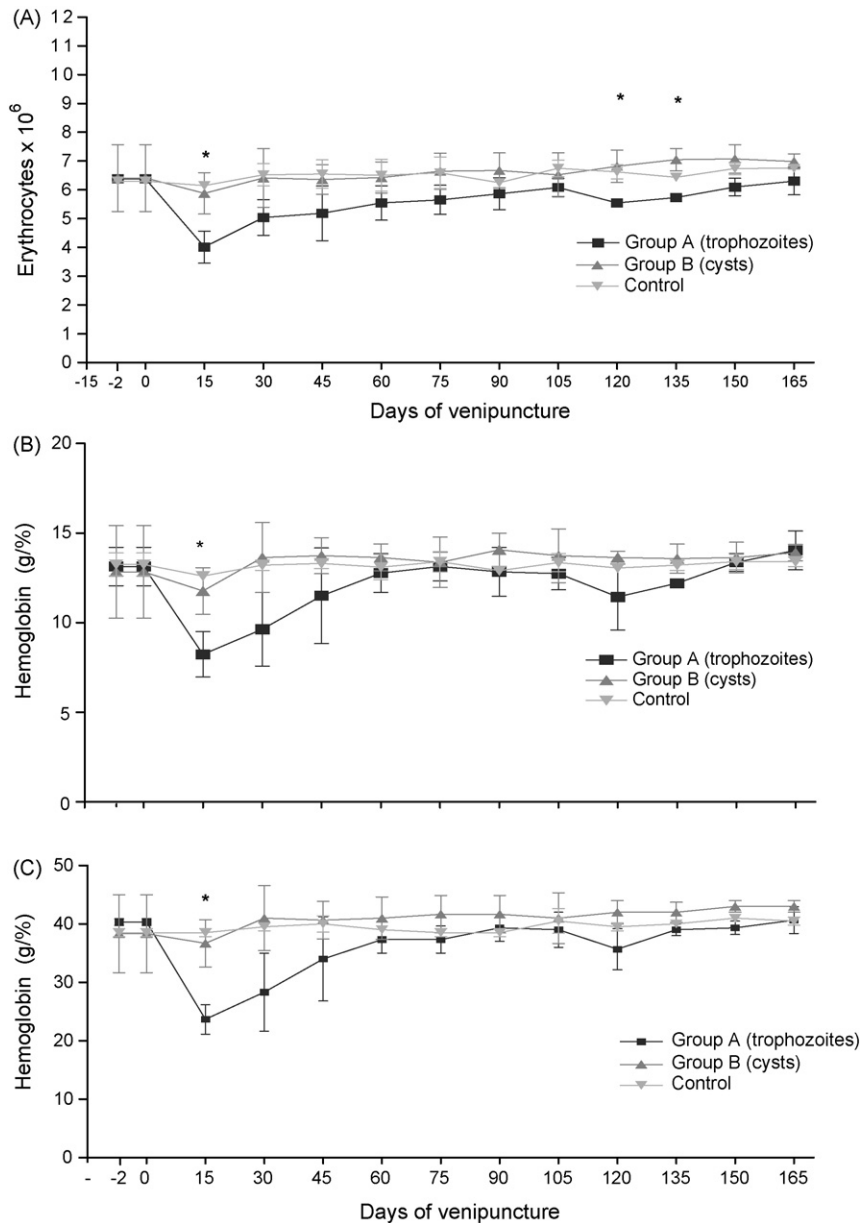 (A)
12
11
10
9
8
7
6
5
4
3
2
1
0
Erythrocytes x 10⁶
* * *
Group A (trophozoites)
Group B (cysts)
Control
-15 -2 0 15 30 45 60 75 90 105 120 135 150 165
Days of venipuncture
(B)
20
15
10
5
0
Hemoglobin (g/%)
*
Group A (trophozoites)
Group B (cysts)
Control
(C)
50
40
30
20
10
0
Hemoglobin (g/%)
*
Group A (trophozoites)
Group B (cysts)
Control
- -2 0 15 30 45 60 75 90 105 120 135 150 165
Days of venipuncture